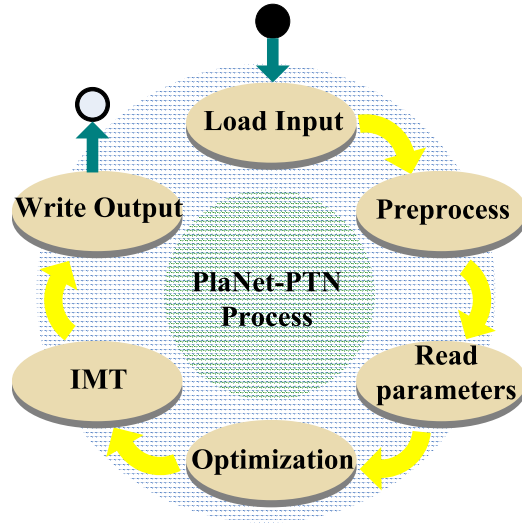 Load Input
Preprocess
Read
parameters
Optimization
IMT
Write Output
PlaNet-PTN
Process